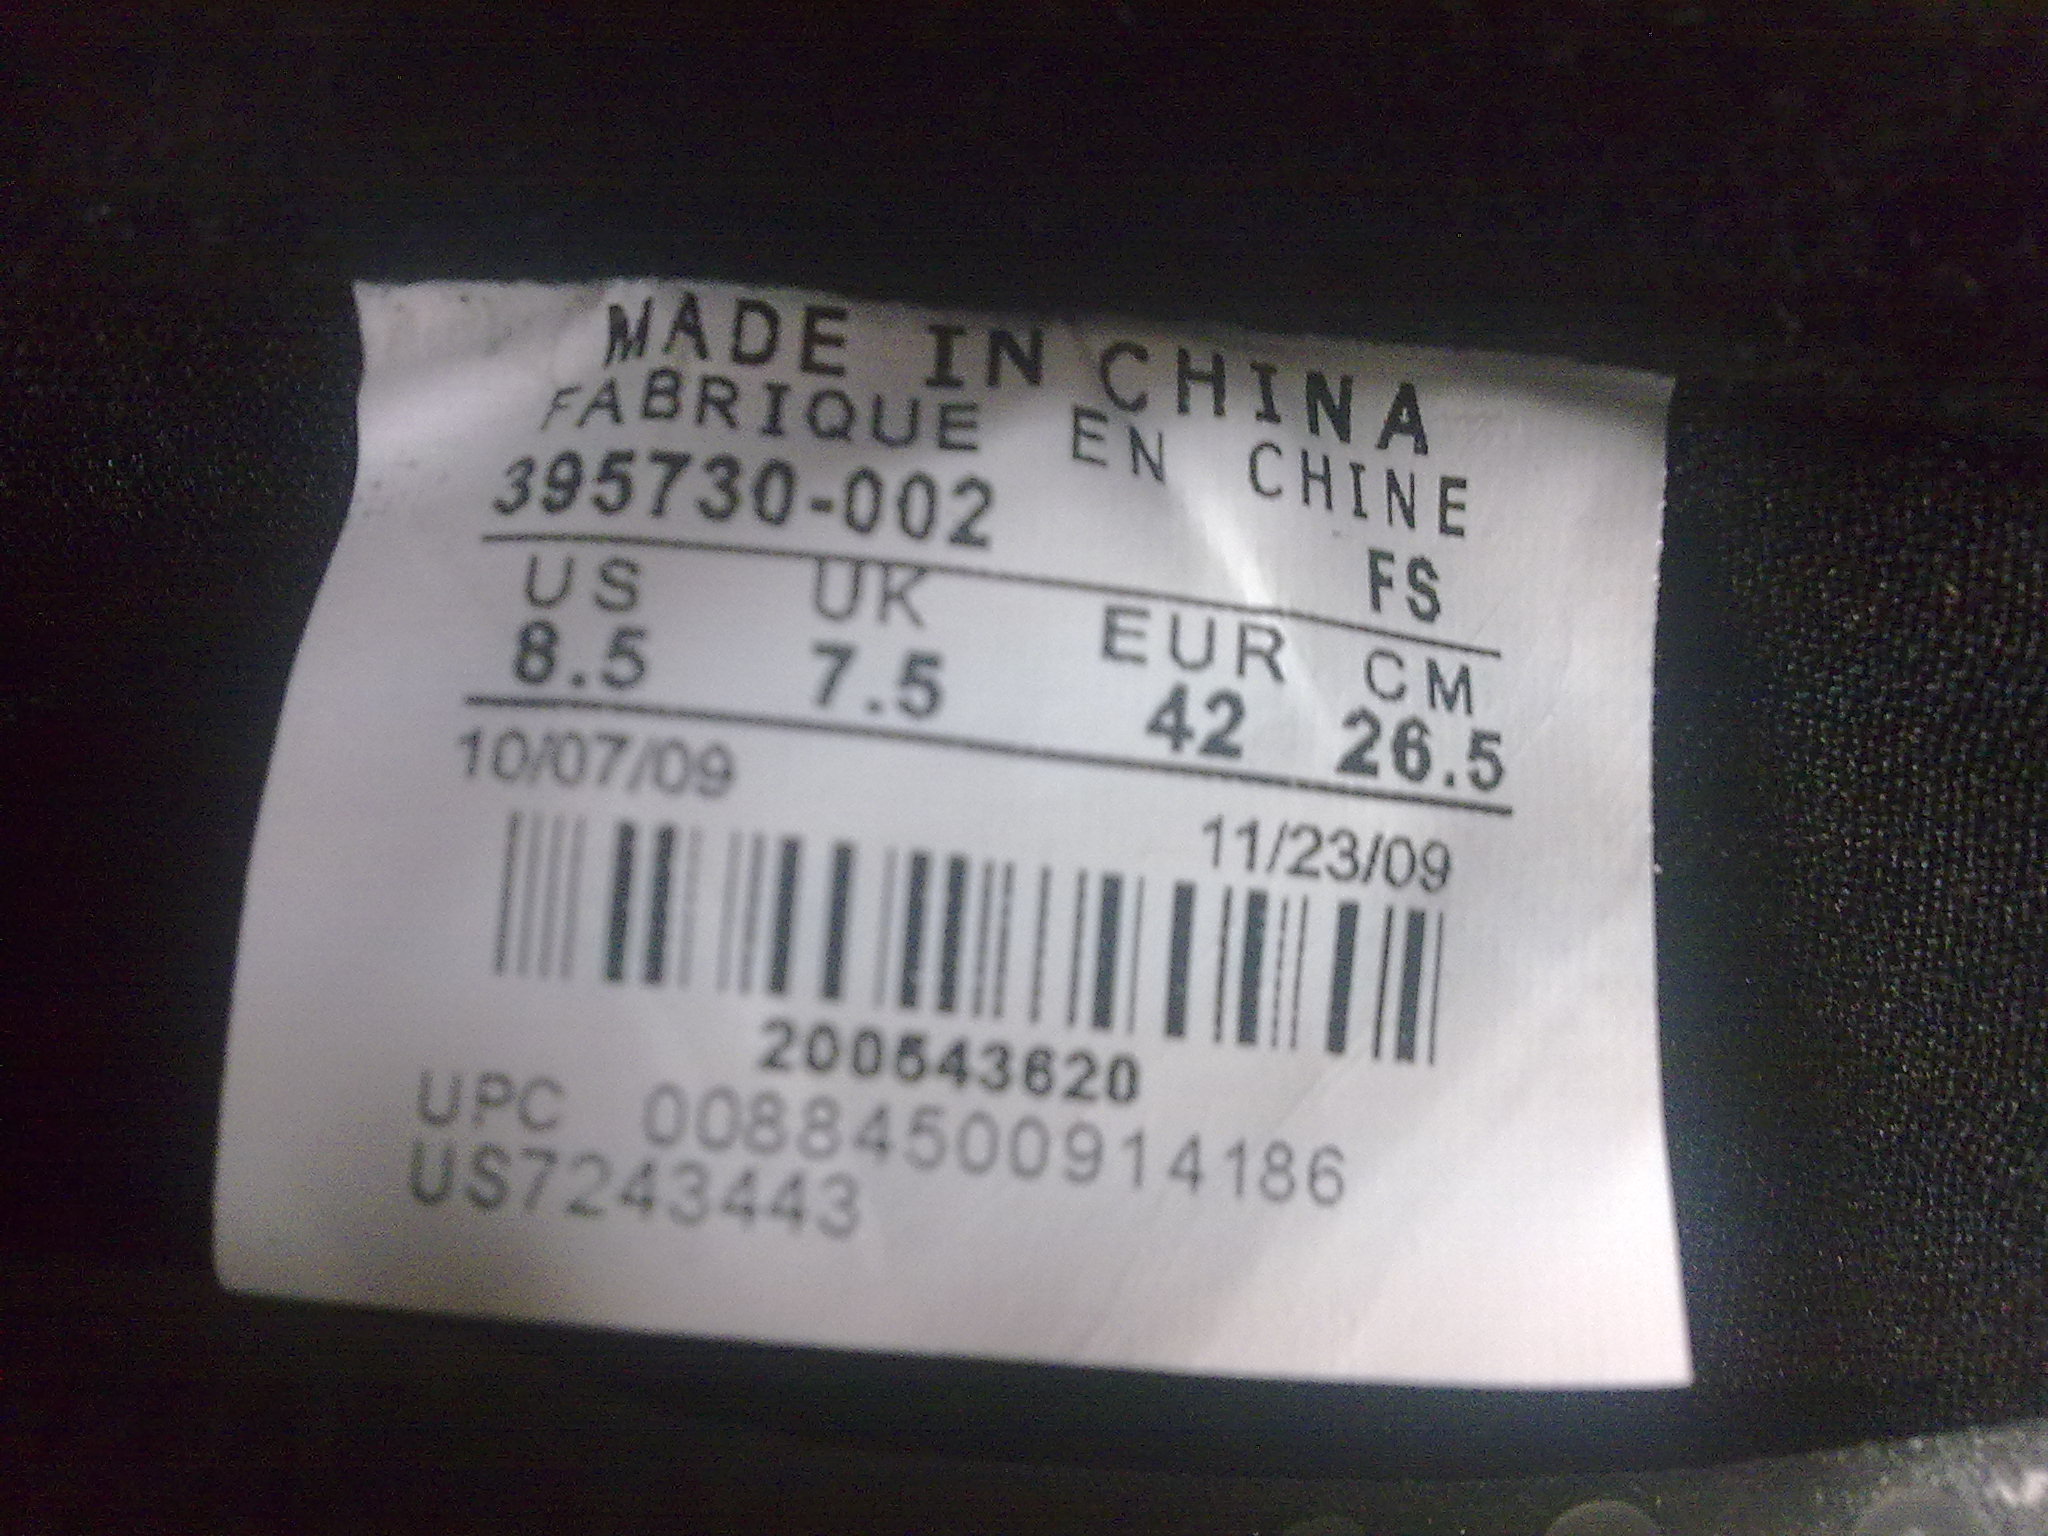 MADE IN CHINA
FABRIQUE EN CHINE
395730-002 FS
US UK EUR CM
8.5 7.5 42 26.5
10/07/09 11/23/09
200543620
UPC 00884500914186
US7243443